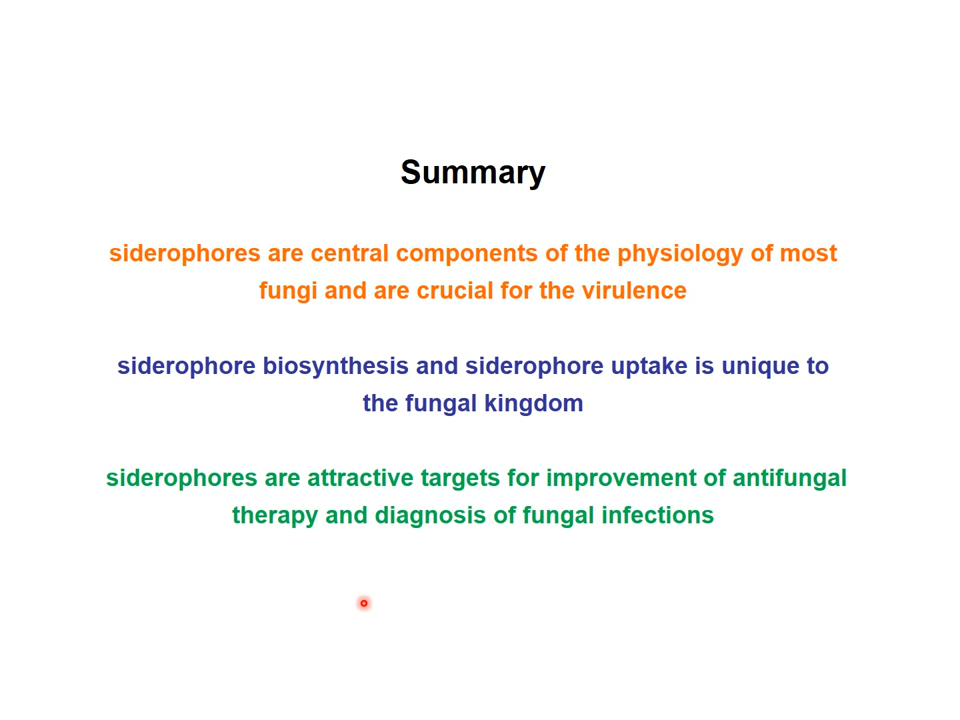 Summary
siderophores are central components of the physiology of most
fungi and are crucial for the virulence
siderophore biosynthesis and siderophore uptake is unique to
the fungal kingdom
siderophores are attractive targets for improvement of antifungal
therapy and diagnosis of fungal infections